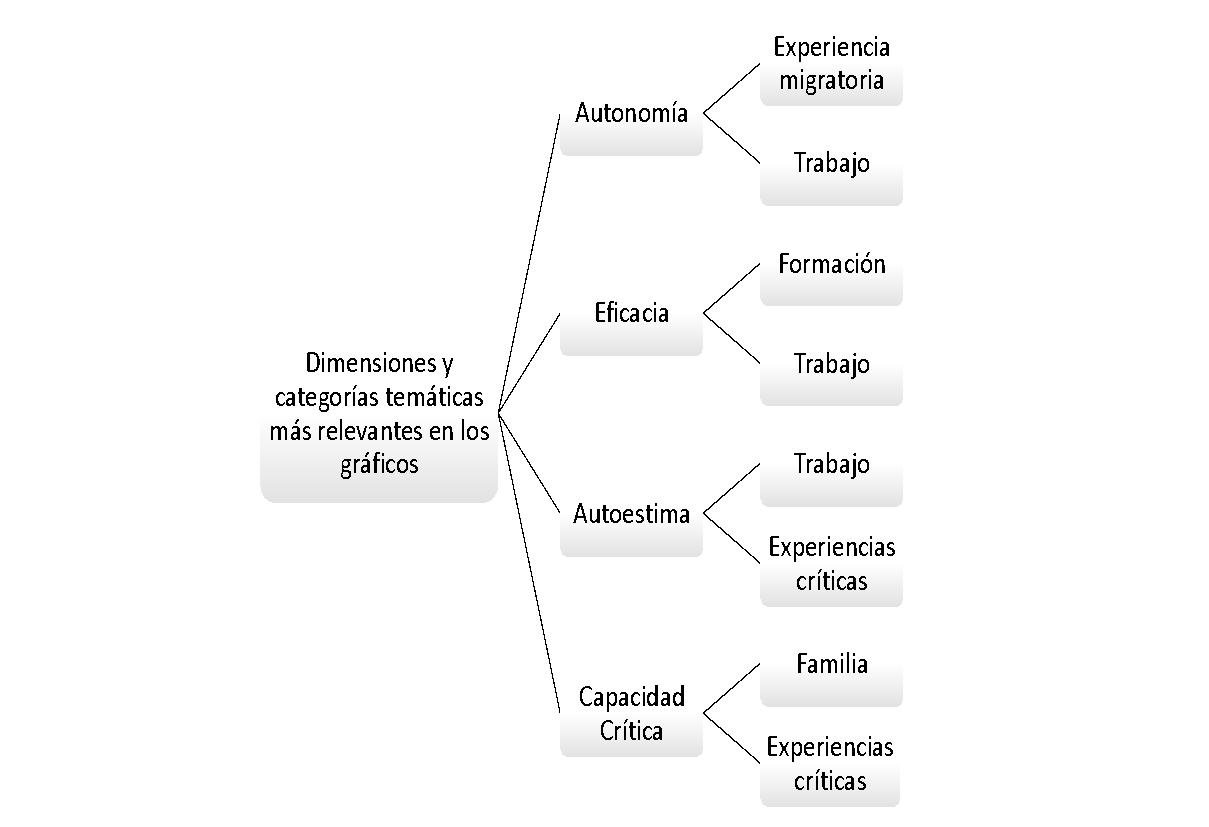 Dimensiones y
categorías temáticas
más relevantes en los
gráficos
Autonomía
Experiencia
migratoria
Trabajo
Eficacia
Formación
Trabajo
Autoestima
Trabajo
Experiencias
críticas
Capacidad
Crítica
Familia
Experiencias
críticas